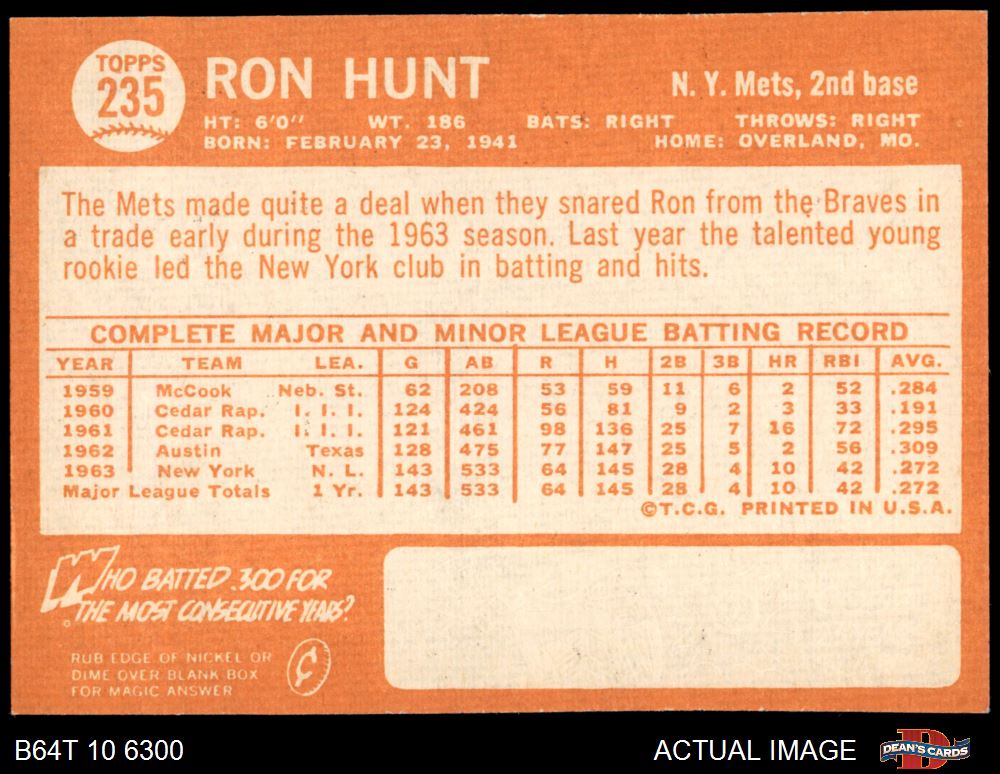 TOPPS
235
RON HUNT
N. Y. Mets, 2nd base
HT: 6'0" WT. 186 BATS: RIGHT THROWS: RIGHT
BORN: FEBRUARY 23, 1941 HOME: OVERLAND, MO.
The Mets made quite a deal when they snared Ron from the Braves in
a trade early during the 1963 season. Last year the talented young
rookie led the New York club in batting and hits.
COMPLETE MAJOR AND MINOR LEAGUE BATTING RECORD
YEAR TEAM LEA. G AB R H 2B 3B HR RBI AVG.
1959 McCook Neb. St. 62 208 53 59 11 6 2 52 .284
1960 Cedar Rap. I. I. I. 124 424 56 81 9 2 3 33 .191
1961 Cedar Rap. I. I. I. 121 461 98 136 25 7 16 72 .295
1962 Austin Texas 128 475 77 147 25 5 2 56 .309
1963 New York N. L. 143 533 64 145 28 4 10 42 .272
Major League Totals 1 Yr. 143 533 64 145 28 4 10 42 .272
©T.C.G. PRINTED IN U.S.A.
WHO BATTED .300 FOR
THE MOST CONSECUTIVE YEARS?
RUB EDGE OF NICKEL OR
DIME OVER BLANK BOX
FOR MAGIC ANSWER
¢
B64T 10 6300 ACTUAL IMAGE
DEAN'S CARDS